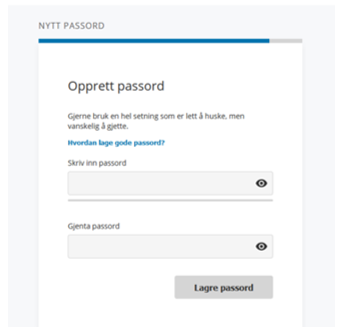 NYTT PASSORD
Opprett passord
Gjerne bruk en hel setning som er lett å huske, men
vanskelig å gjette.
Hvordan lage gode passord?
Skriv inn passord
Gjenta passord
Lagre passord